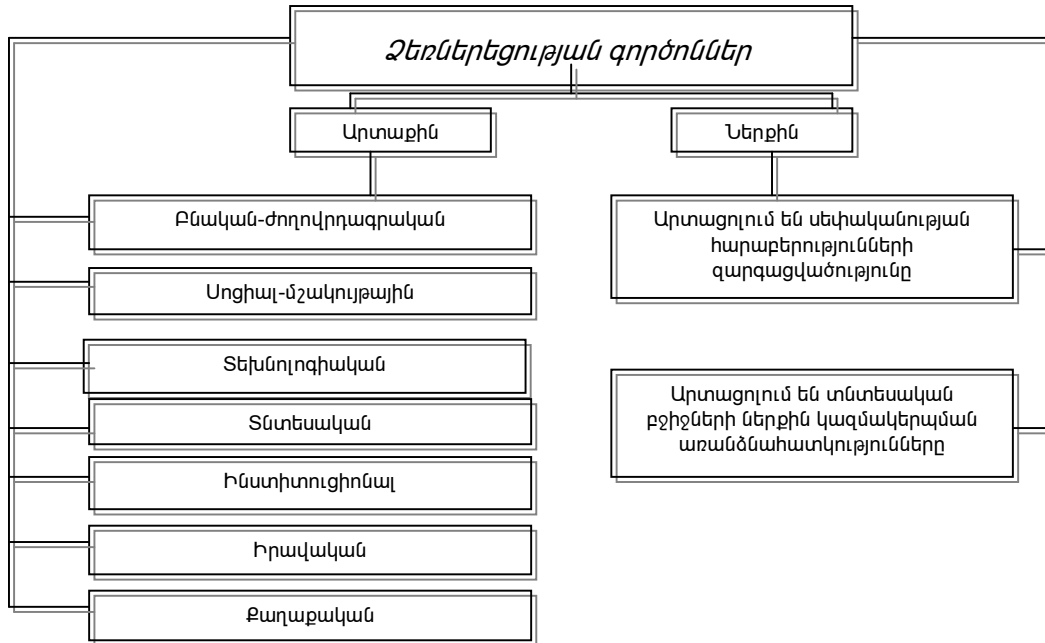 Ձեռներեցության գործոններ
Արտաքին
Ներքին
Բնական-ժողովրդագրական
Սոցիալ-մշակույթային
Տեխնոլոգիական
Տնտեսական
Ինստիտուցիոնալ
Իրավական
Քաղաքական
Արտացոլում են սեփականության
հարաբերությունների
զարգացվածությունը
Արտացոլում են տնտեսական
բջիջների ներքին կազմակերպման
առանձնահատկությունները